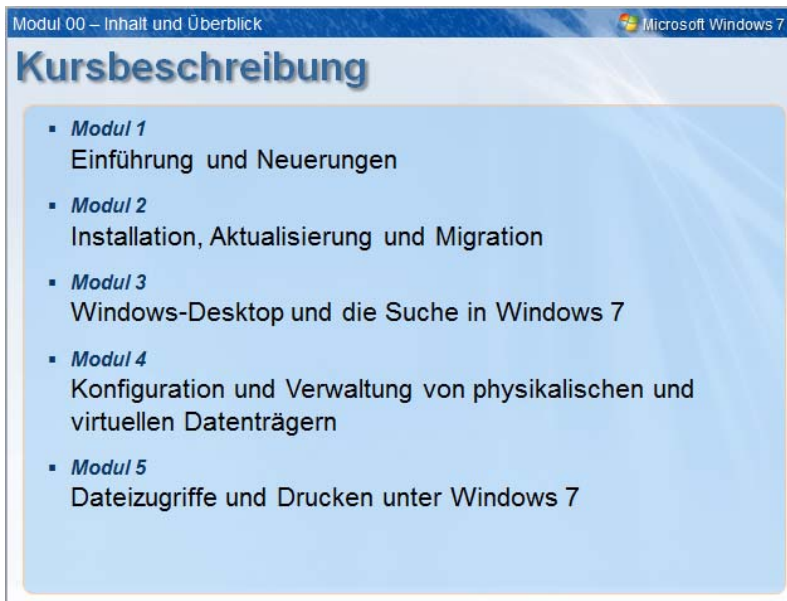 Modul 00 – Inhalt und Überblick
Microsoft Windows 7
Kursbeschreibung
▪ Modul 1
Einführung und Neuerungen
▪ Modul 2
Installation, Aktualisierung und Migration
▪ Modul 3
Windows-Desktop und die Suche in Windows 7
▪ Modul 4
Konfiguration und Verwaltung von physikalischen und
virtuellen Datenträgern
▪ Modul 5
Dateizugriffe und Drucken unter Windows 7